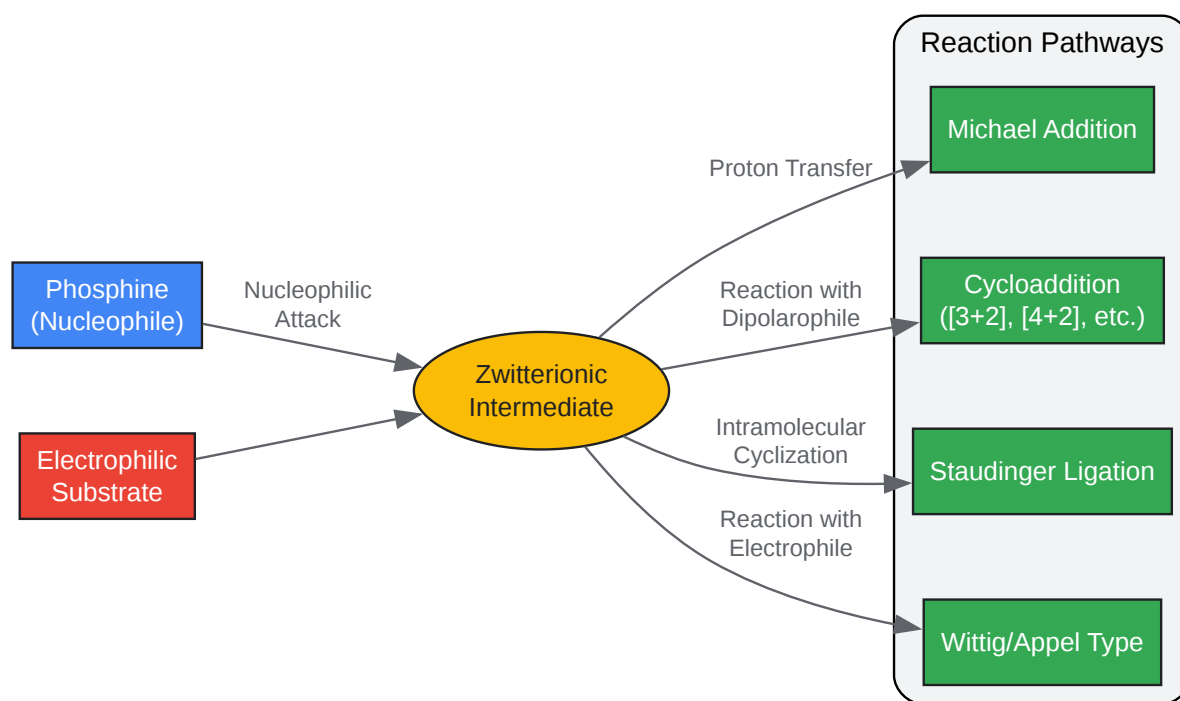 Reaction Pathways
Michael Addition
Proton Transfer
Phosphine
(Nucleophile)
Nucleophilic
Attack
Reaction with
Dipolarophile
Cycloaddition
([3+2], [4+2], etc.)
Zwitterionic
Intermediate
Electrophilic
Substrate
Intramolecular
Cyclization
Staudinger Ligation
Reaction with
Electrophile
Wittig/Appel Type